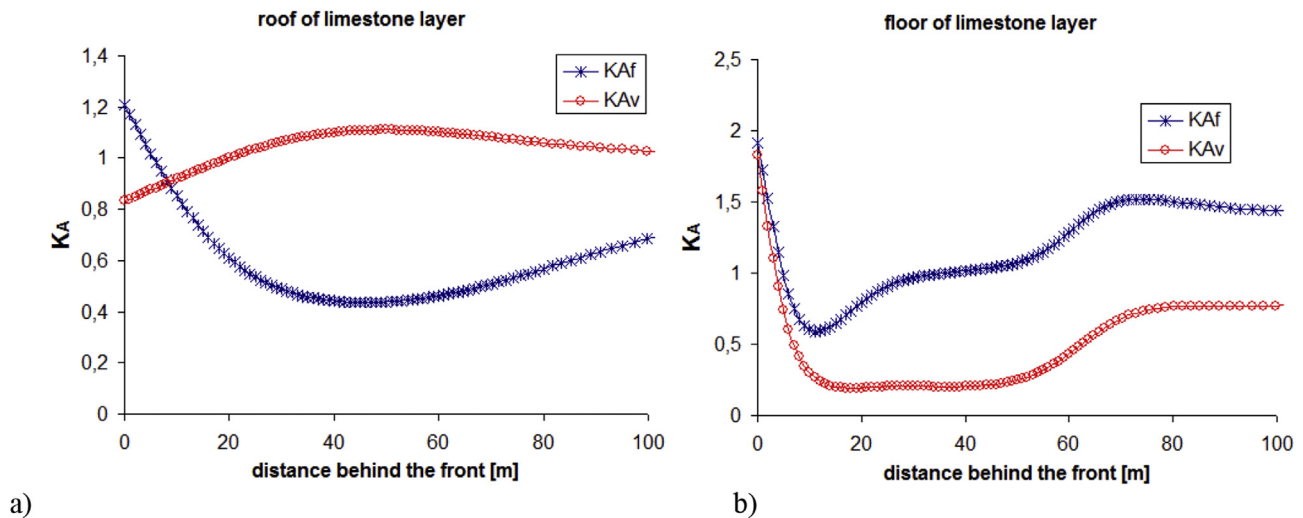 roof of limestone layer
1,4
1,2
1
0,8
0,6
0,4
0,2
0
KA
KAf
KAv
0 20 40 60 80 100
distance behind the front [m]
a)
floor of limestone layer
2,5
2
1,5
1
0,5
0
KA
KAf
KAv
0 20 40 60 80 100
distance behind the front [m]
b)